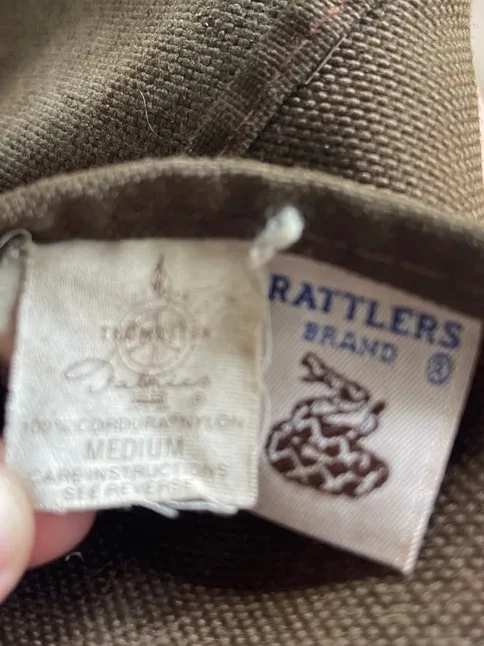 100% CORDURA® NYLON
MEDIUM
CARE INSTRUCTIONS
SEE REVERSE
RATTLERS
BRAND
®